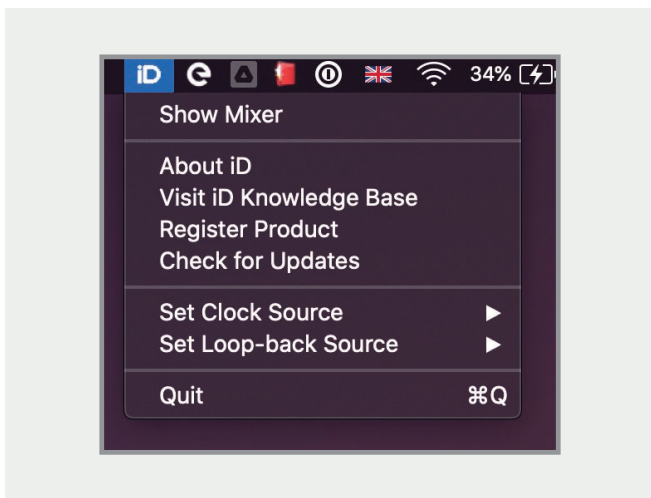 iD 34%
Show Mixer
About iD
Visit iD Knowledge Base
Register Product
Check for Updates
Set Clock Source
Set Loop-back Source
Quit ⌘Q